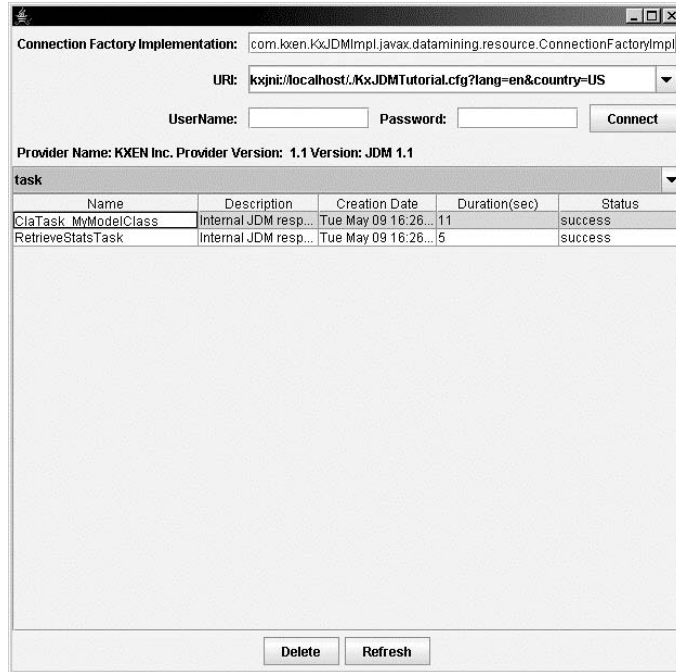 Connection Factory Implementation: com.kxen.KxJDMImpl.javax.datamining.resource.ConnectionFactoryImpl
URI: kxjni://localhost/./KxJDMTutorial.cfg?lang=en&country=US
UserName: Password: Connect
Provider Name: KXEN Inc. Provider Version: 1.1 Version: JDM 1.1
task
Name Description Creation Date Duration(sec) Status
ClaTask_MyModelClass Internal JDM resp... Tue May 09 16:26... 11 success
RetrieveStatsTask Internal JDM resp... Tue May 09 16:26... 5 success
Delete Refresh